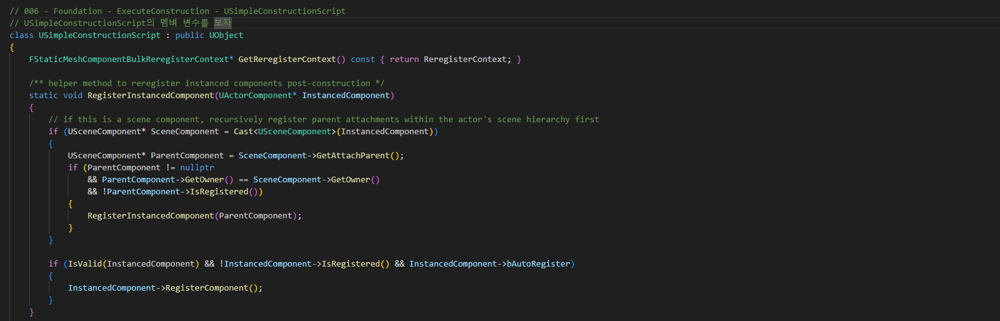 // 006 - Foundation - ExecuteConstruction - USimpleConstructionScript
// USimpleConstructionScript의 멤벼 변수를 보자
class USimpleConstructionScript : public UObject
{
    FStaticMeshComponentBulkReregisterContext* GetReregisterContext() const { return ReregisterContext; }
    /** helper method to reregister instanced components post-construction */
    static void RegisterInstancedComponent(UActorComponent* InstancedComponent)
    {
        // if this is a scene component, recursively register parent attachments within the actor's scene hierarchy first
        if (USceneComponent* SceneComponent = Cast<USceneComponent>(InstancedComponent))
        {
            USceneComponent* ParentComponent = SceneComponent->GetAttachParent();
            if (ParentComponent != nullptr
                && ParentComponent->GetOwner() == SceneComponent->GetOwner()
                && !ParentComponent->IsRegistered())
            {
                RegisterInstancedComponent(ParentComponent);
            }
        }
        if (IsValid(InstancedComponent) && !InstancedComponent->IsRegistered() && InstancedComponent->bAutoRegister)
        {
            InstancedComponent->RegisterComponent();
        }
    }